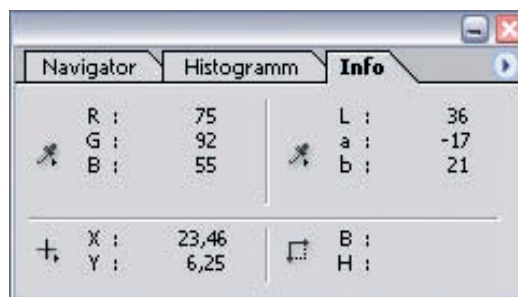 Navigator Histogramm Info
R : 75 L : 36
G : 92 a : -17
B : 55 b : 21
X : 23,46 B :
Y : 6,25 H :